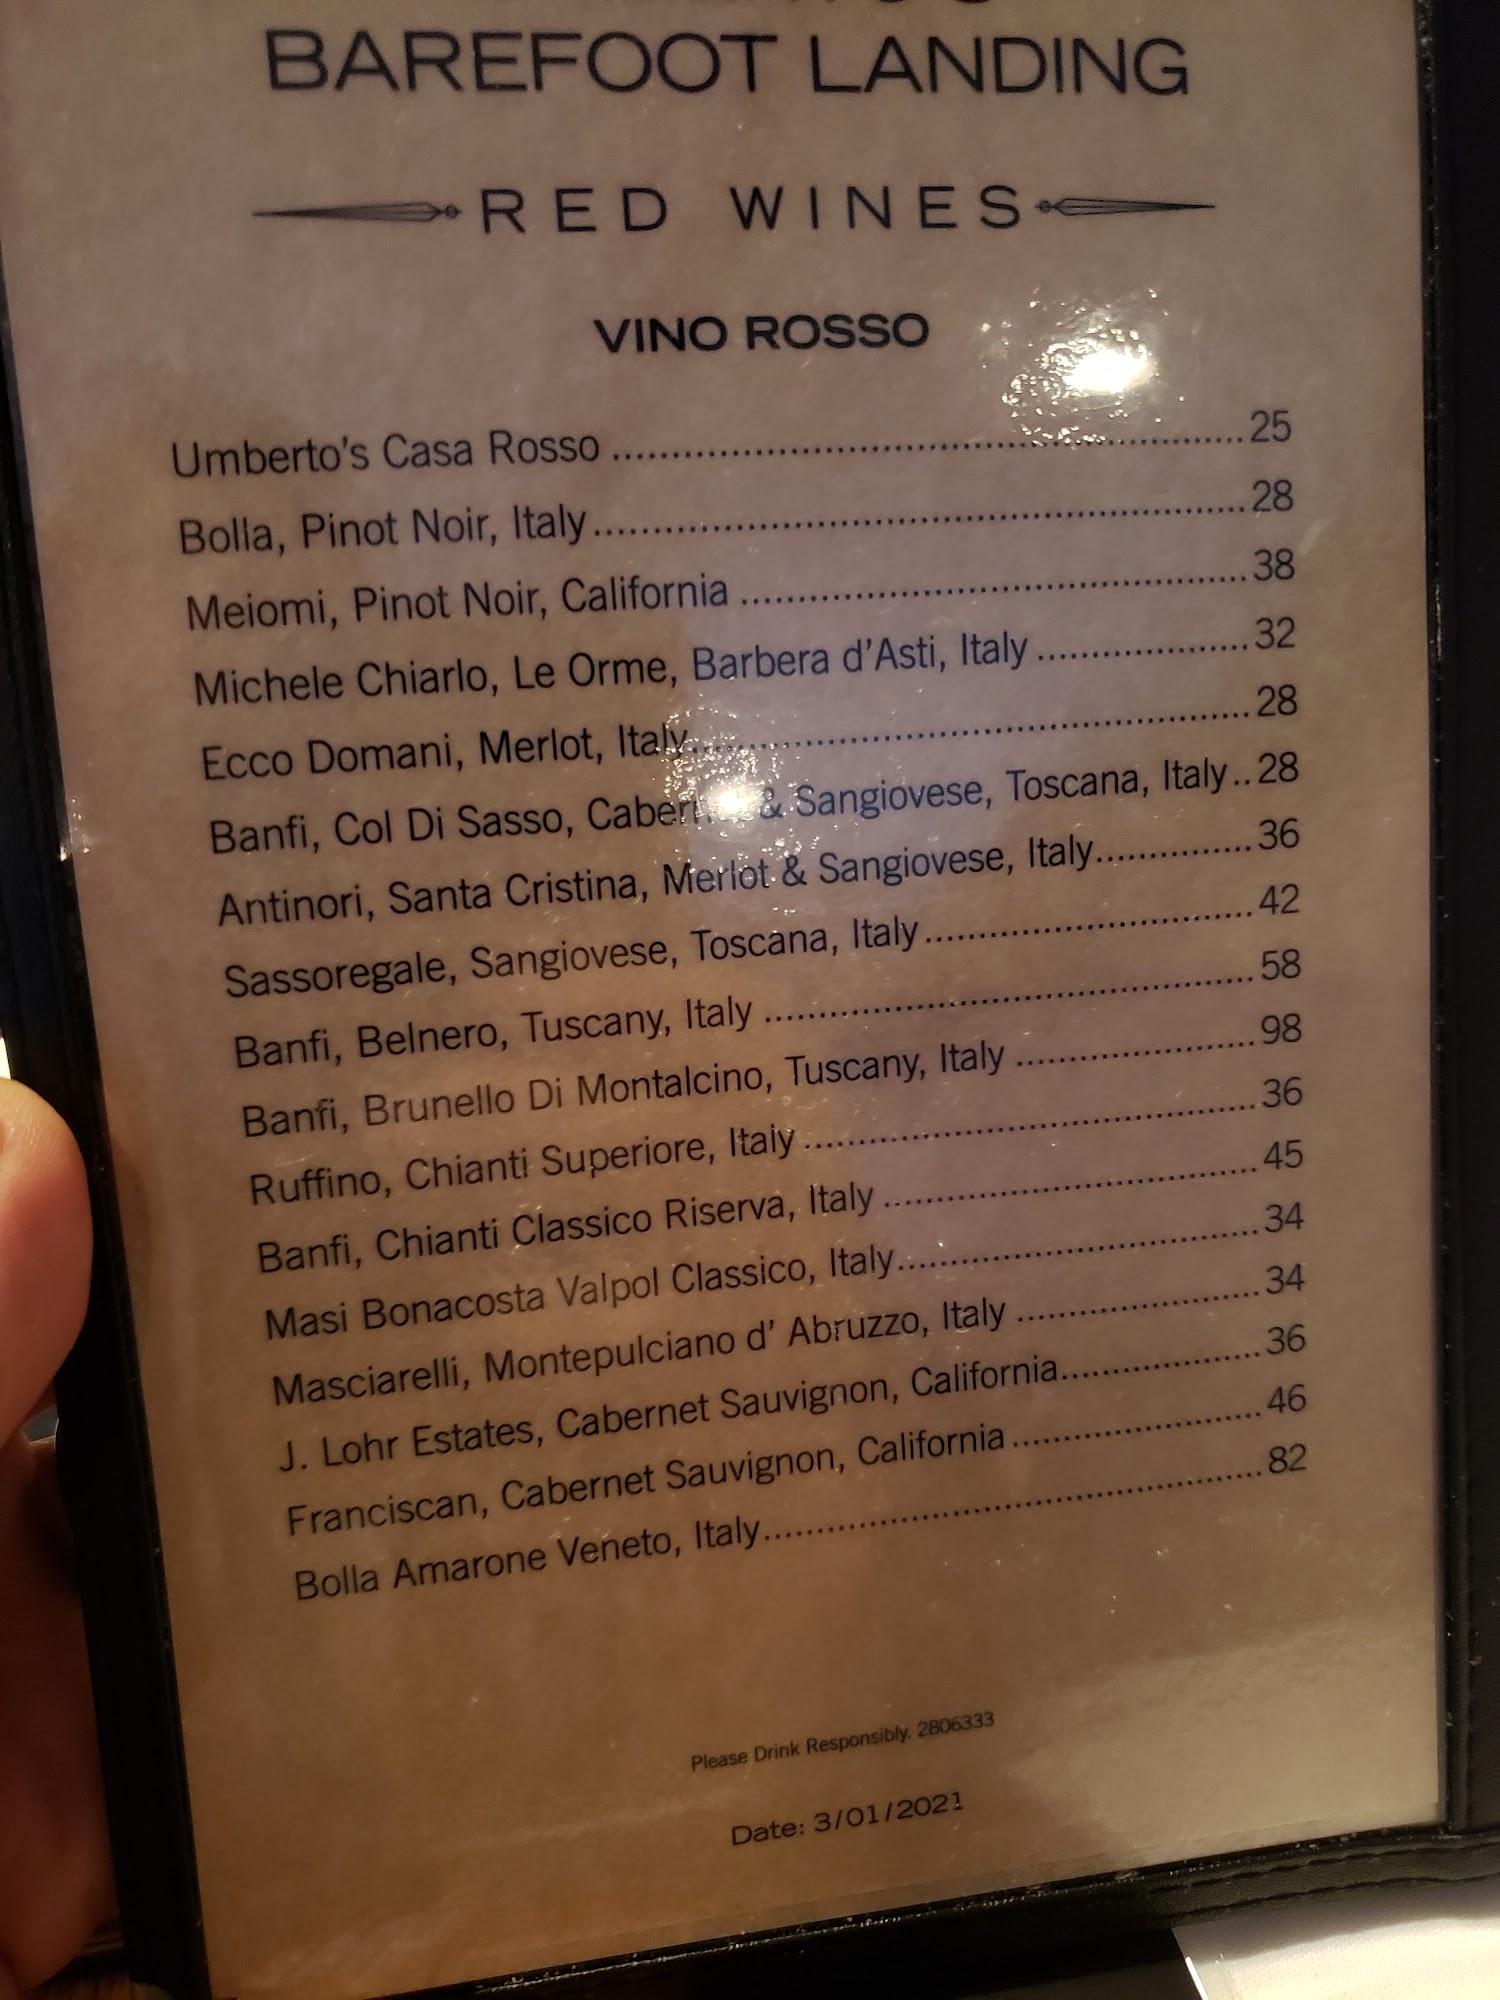 BAREFOOT LANDING
RED WINES
VINO ROSSO
Umberto's Casa Rosso ........................................................ 25
Bolla, Pinot Noir, Italy ........................................................ 28
Meiomi, Pinot Noir, California ........................................... 38
Michele Chiarlo, Le Orme, Barbera d'Asti, Italy .................. 32
Ecco Domani, Merlot, Italy ................................................ 28
Banfi, Col Di Sasso, & Sangiovese, Toscana, Italy .. 28
Antinori, Santa Cristina, Merlot & Sangiovese, Italy ............... 36
Sassoregale, Sangiovese, Toscana, Italy ............................ 42
Banfi, Belnero, Tuscany, Italy ............................................ 58
Banfi, Brunello Di Montalcino, Tuscany, Italy ..................... 98
Ruffino, Chianti Superiore, Italy ........................................ 36
Banfi, Chianti Classico Riserva, Italy ................................. 45
Masi Bonacosta Valpol Classico, Italy ................................ 34
Masciarelli, Montepulciano d' Abruzzo, Italy ..................... 34
J. Lohr Estates, Cabernet Sauvignon, California ................. 36
Franciscan, Cabernet Sauvignon, California ...................... 46
Bolla Amarone Veneto, Italy .............................................. 82
Please Drink Responsibly. 2806333
Date: 3/01/2021